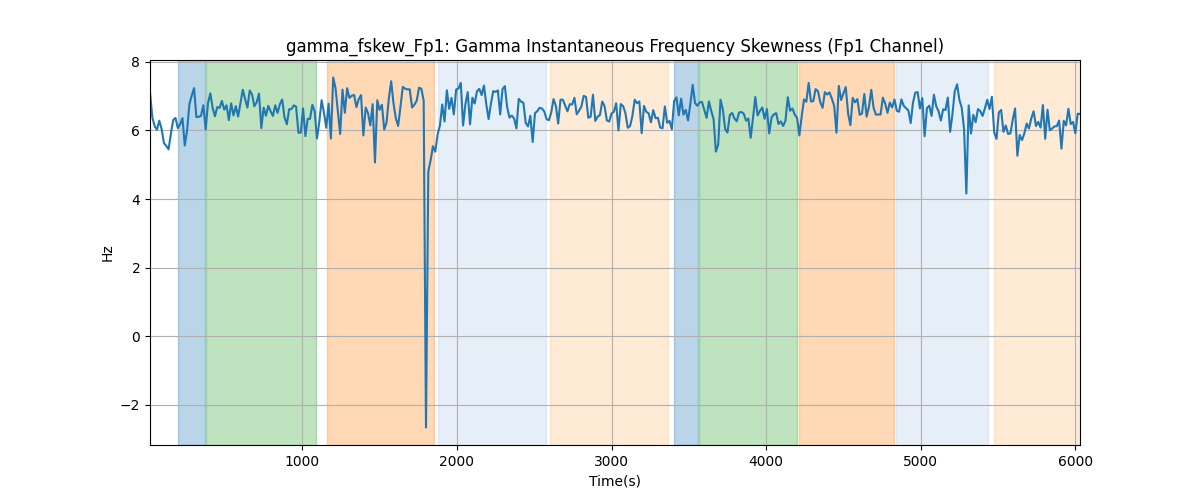 gamma_fskew_Fp1: Gamma Instantaneous Frequency Skewness (Fp1 Channel)
8
6
4
2
0
−2
Hz
1000 2000 3000 4000 5000 6000
Time(s)